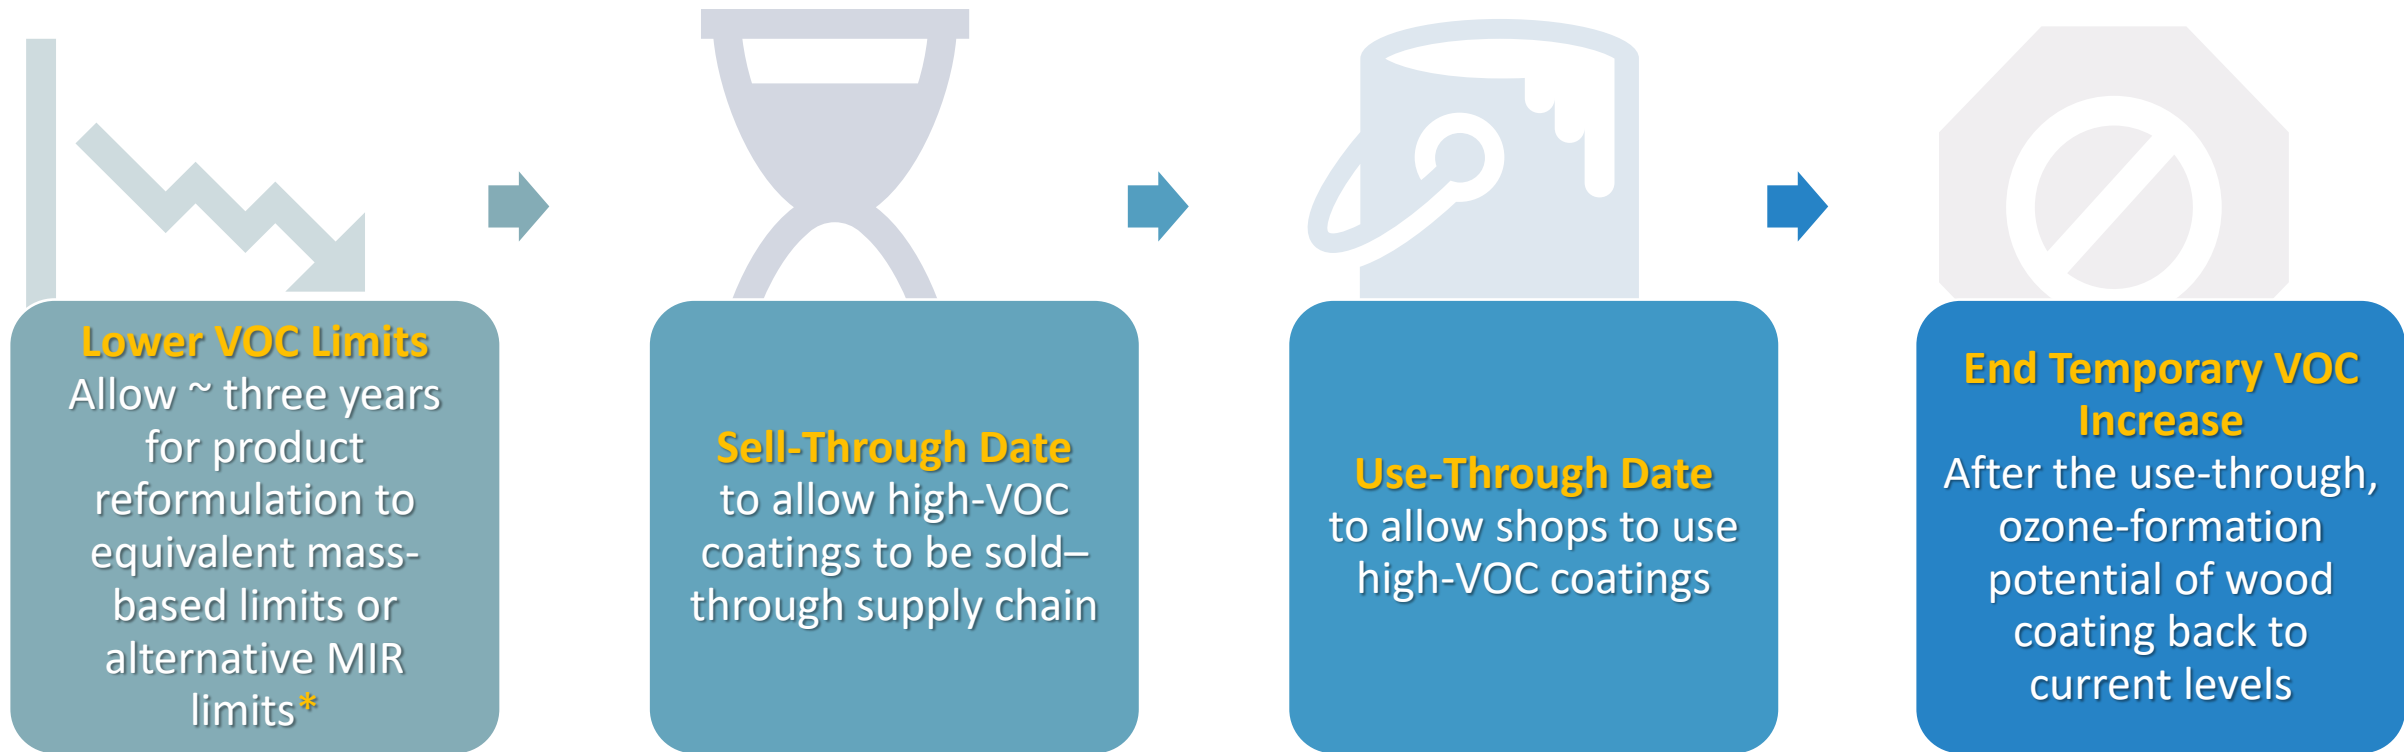 Lower VOC Limits
Allow ~ three years
for product
reformulation to
equivalent mass-
based limits or
alternative MIR
limits*
Sell-Through Date
to allow high-VOC
coatings to be sold–
through supply chain
Use-Through Date
to allow shops to use
high-VOC coatings
End Temporary VOC
Increase
After the use-through,
ozone-formation
potential of wood
coating back to
current levels